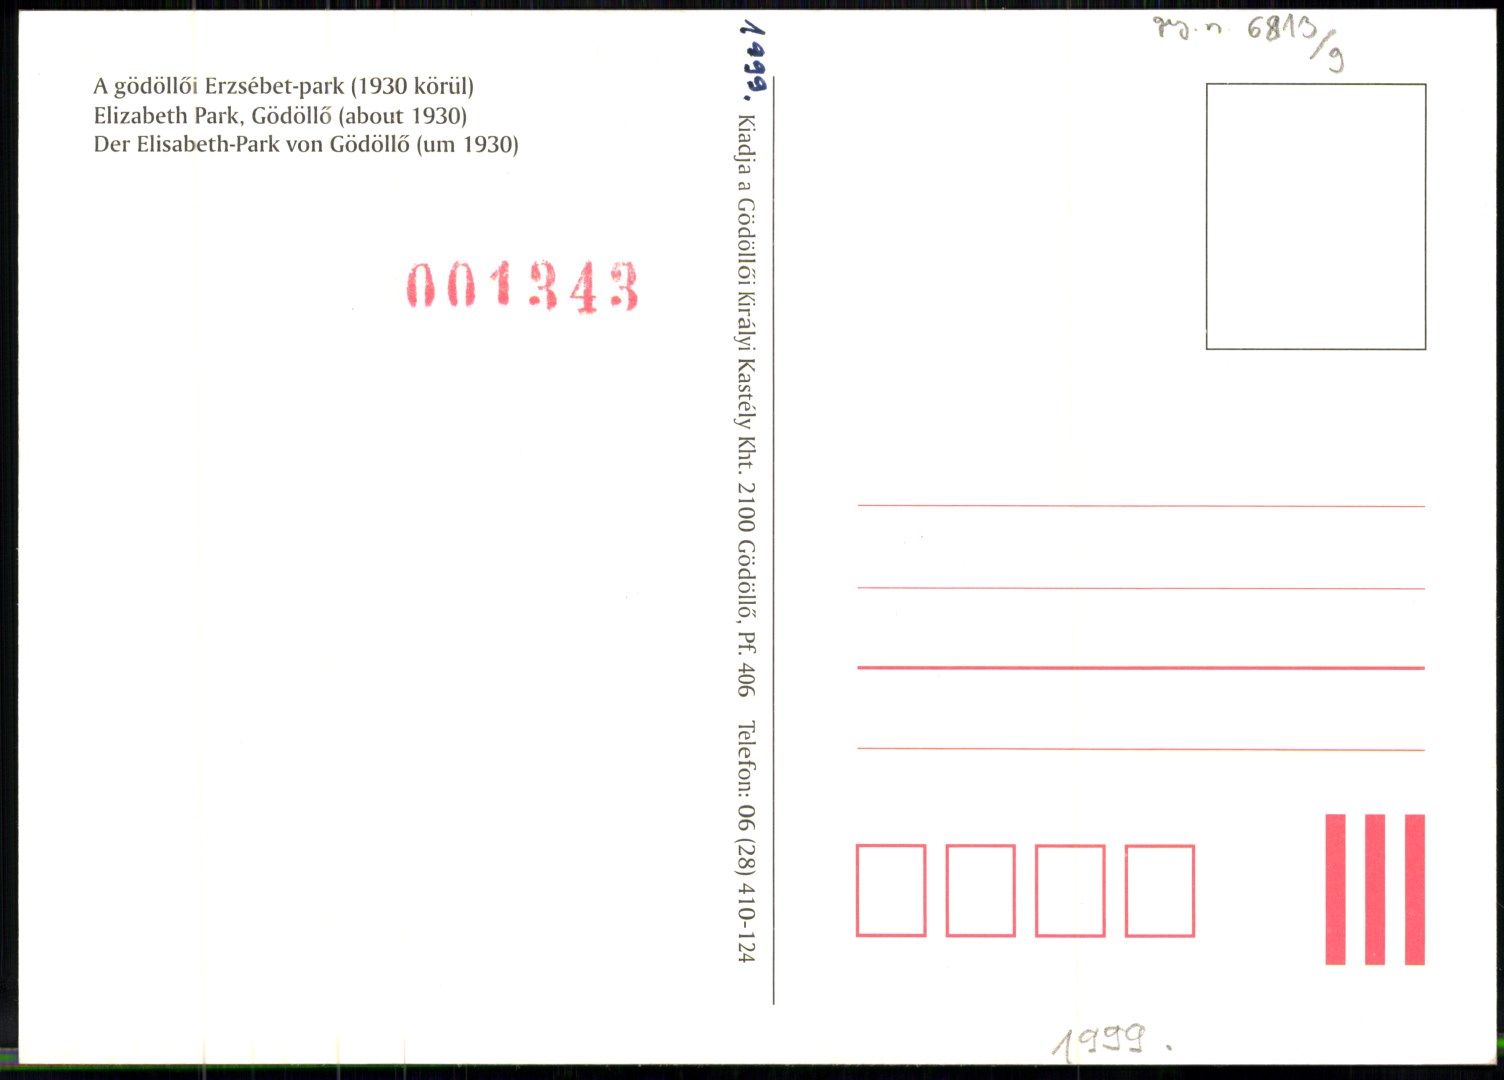 A gödöllői Erzsébet-park (1930 körül)
Elizabeth Park, Gödöllő (about 1930)
Der Elisabeth-Park von Gödöllő (um 1930)
001343
1999.
Kiadja a Gödöllői Királyi Kastély Kht. 2100 Gödöllő, Pf. 406 Telefon: 06 (28) 410-124
gy. n. 6813/9
1999.